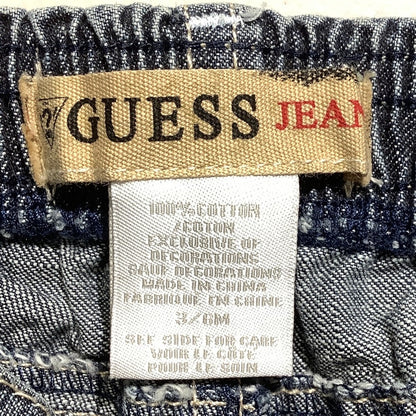 ? GUESS JEAN
100% COTTON
/COTON
EXCLUSIVE OF
DECORATIONS
SAUF DECORATIONS
MADE IN CHINA
FABRIQUE EN CHINE
3/6M
SEE SIDE FOR CARE
VOIR LE CÔTE
POUR LE SOIN